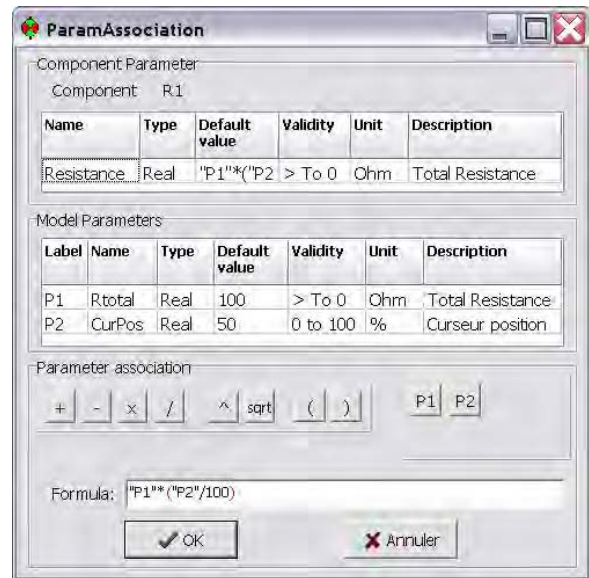 ParamAssociation
Component Parameter
Component R1
Name Type Default value Validity Unit Description
Resistance Real "P1"*("P2 > To 0 Ohm Total Resistance
Model Parameters
Label Name Type Default value Validity Unit Description
P1 Rtotal Real 100 > To 0 Ohm Total Resistance
P2 CurPos Real 50 0 to 100 % Curseur position
Parameter association
+ - x / ^ sqrt ( ) P1 P2
Formula: "P1"*("P2"/100)
OK Annuler